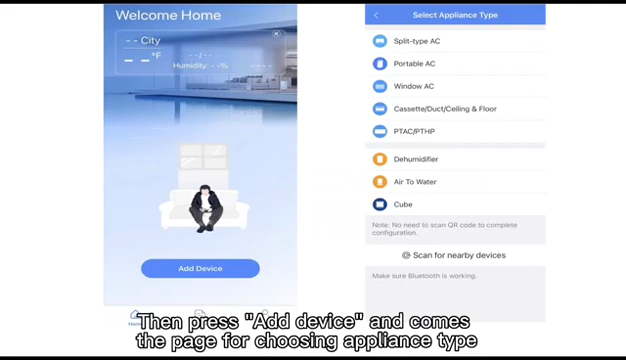 Welcome Home
-- City
-- °F
-- / --
Humidity: --%
Add Device
Select Appliance Type
Split-type AC
Portable AC
Window AC
Cassette/Duct/Ceiling & Floor
PTAC/PTHP
Dehumidifier
Air To Water
Cube
Note: No need to scan QR code to complete
configuration.
Scan for nearby devices
Make sure Bluetooth is working.
Then press "Add device" and comes
the page for choosing appliance type